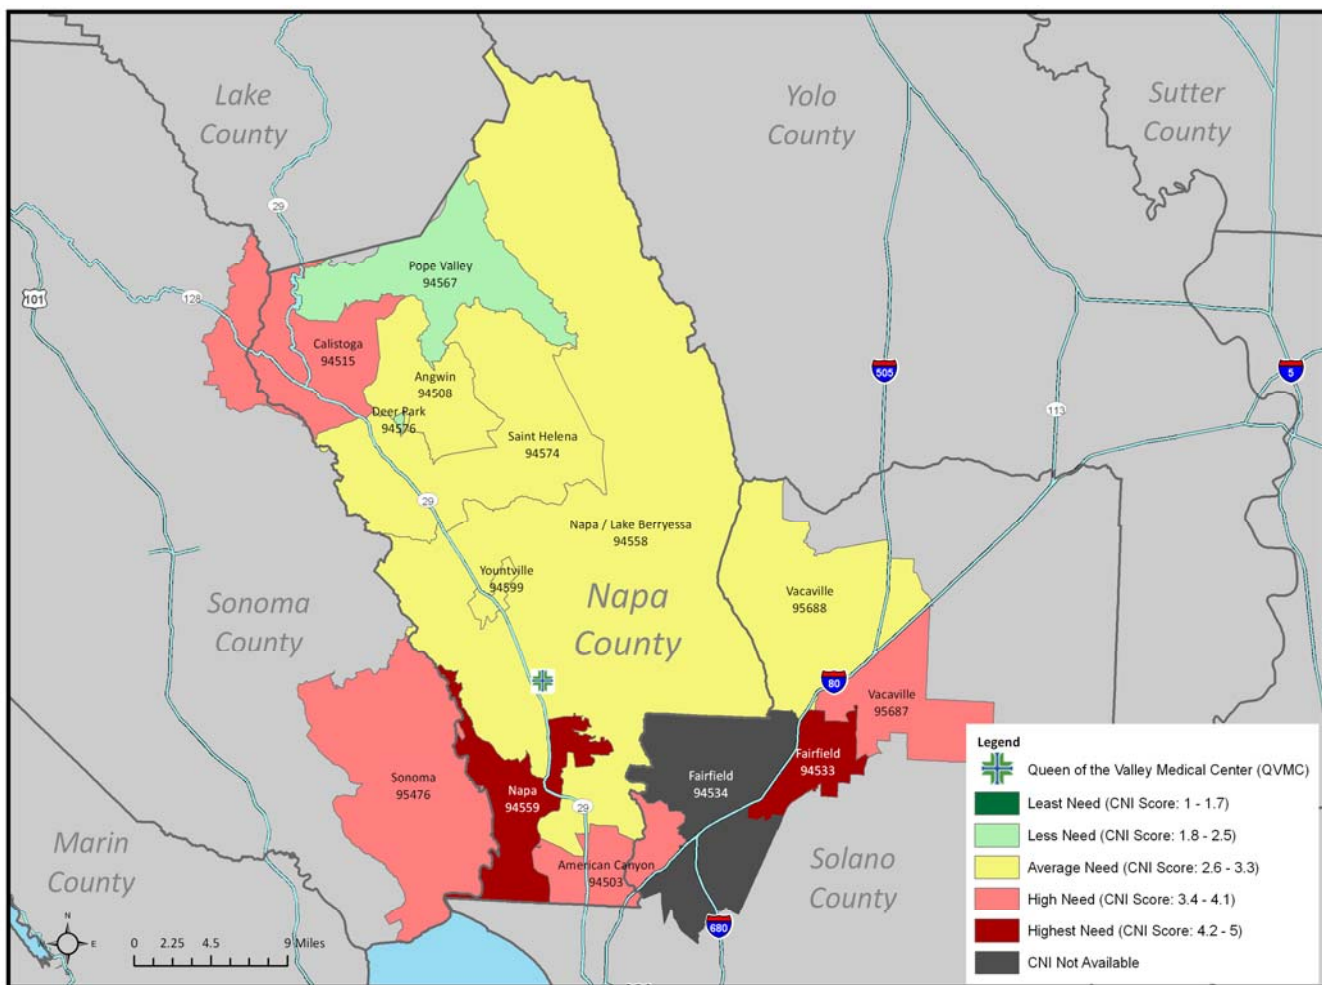 Lake
County
Yolo
County
Sutter
County
29
Pope Valley
94567
101
128
Calistoga
94515
505
5
Angwin
94508
113
Deer Park
94576
Saint Helena
94574
29
Napa / Lake Berryessa
94558
Yountville
94599
Vacaville
95688
Napa
County
Sonoma
County
80
Vacaville
95687
Sonoma
95476
Napa
94559
Fairfield
94534
Fairfield
94533
29
American Canyon
94503
Marin
County
Solano
County
680
N
E
0 2.25 4.5 9 Miles
Legend
Queen of the Valley Medical Center (QVMC)
Least Need (CNI Score: 1 - 1.7)
Less Need (CNI Score: 1.8 - 2.5)
Average Need (CNI Score: 2.6 - 3.3)
High Need (CNI Score: 3.4 - 4.1)
Highest Need (CNI Score: 4.2 - 5)
CNI Not Available